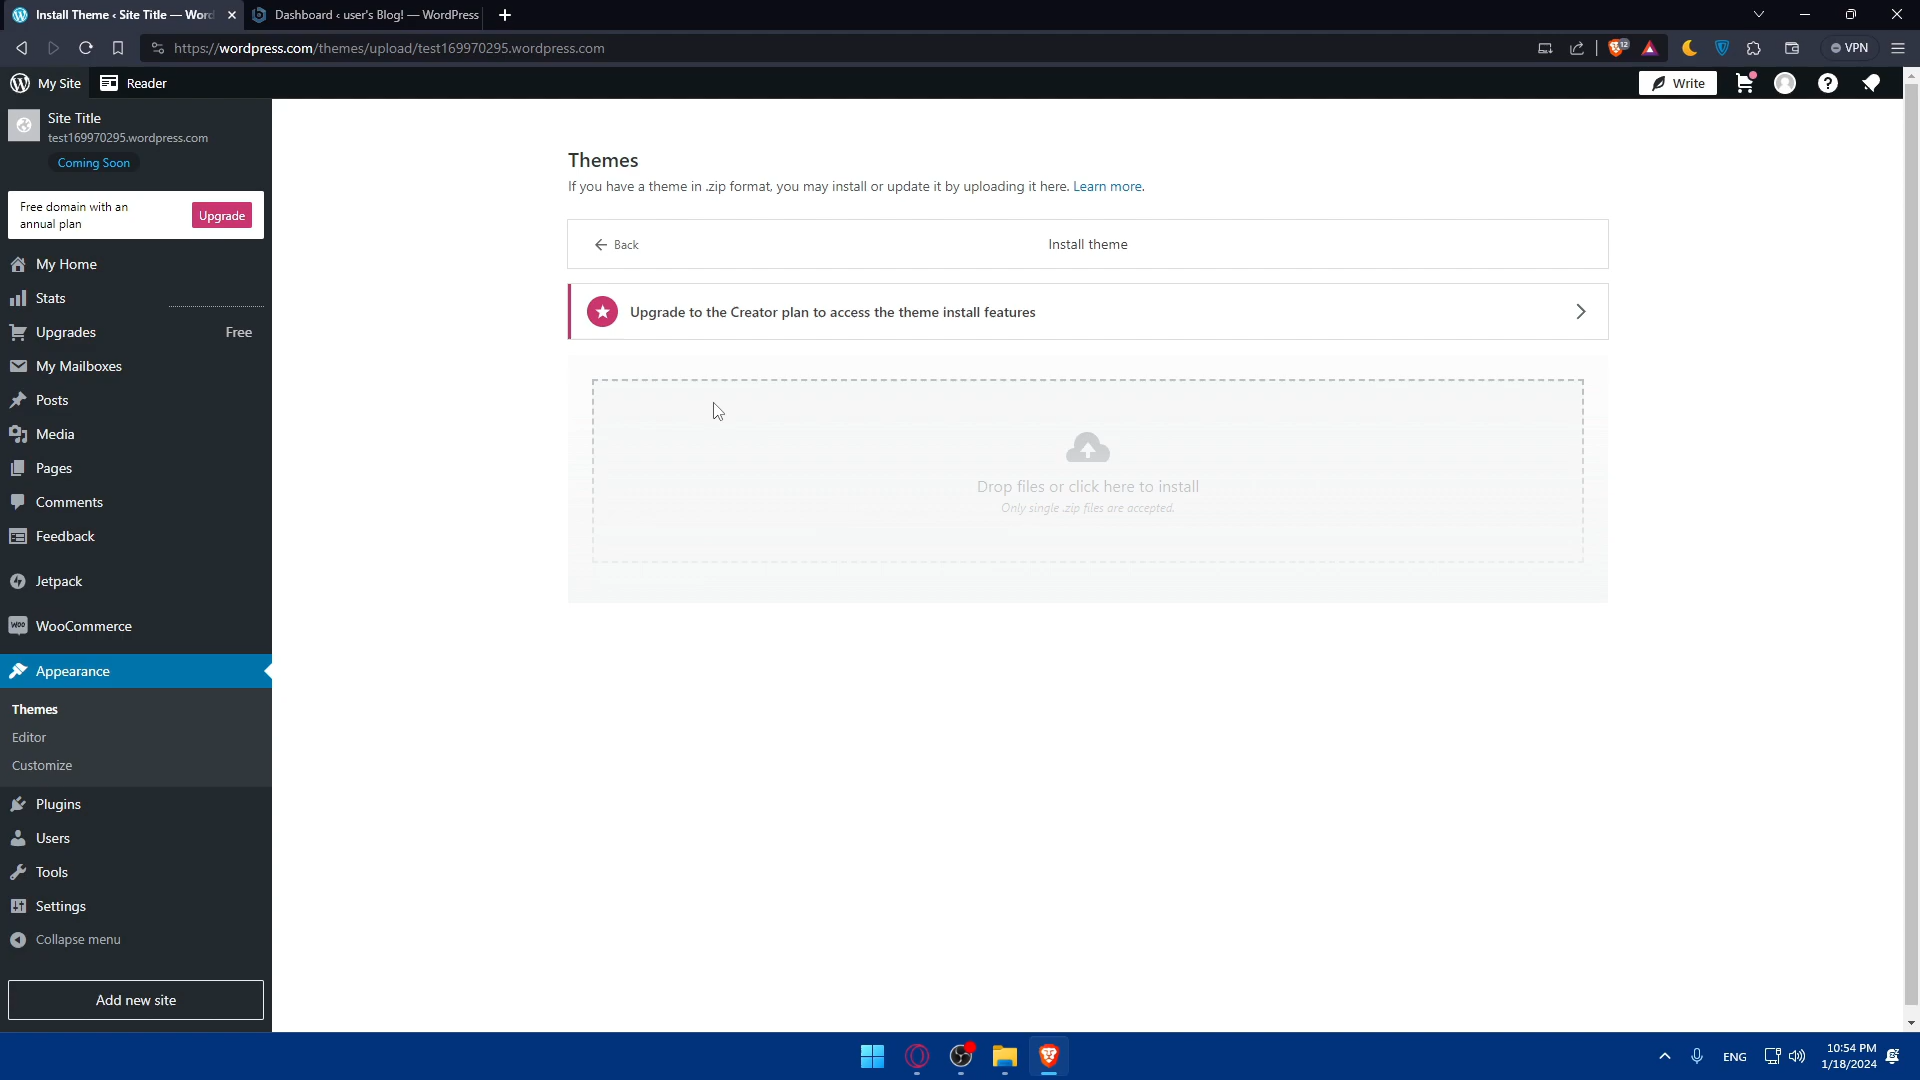 Install Theme ‹ Site Title — Word
Dashboard ‹ user's Blog! — WordPress
https://wordpress.com/themes/upload/test169970295.wordpress.com
12
VPN
My Site
Reader
Write
Site Title
test169970295.wordpress.com
Coming Soon
Free domain with an
annual plan
Upgrade
My Home
Stats
Upgrades
Free
My Mailboxes
Posts
Media
Pages
Comments
Feedback
Jetpack
WooCommerce
Appearance
Themes
Editor
Customize
Plugins
Users
Tools
Settings
Collapse menu
Add new site
Themes
If you have a theme in .zip format, you may install or update it by uploading it here. Learn more.
Back
Install theme
Upgrade to the Creator plan to access the theme install features
Drop files or click here to install
Only single .zip files are accepted.
ENG
10:54 PM
1/18/2024